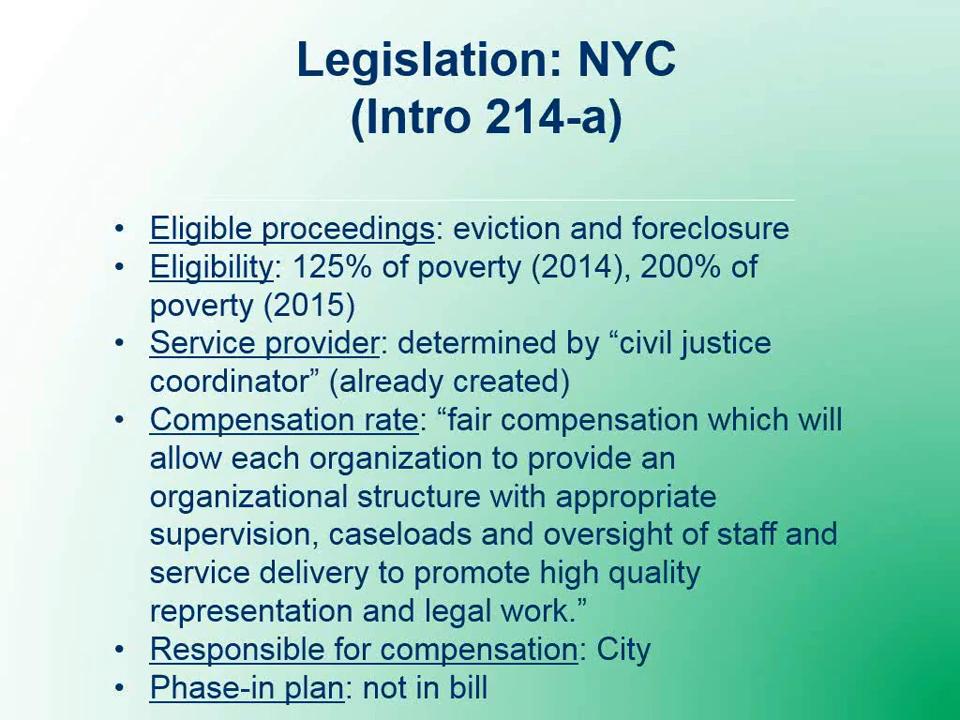 Legislation: NYC
(Intro 214-a)
• Eligible proceedings: eviction and foreclosure
• Eligibility: 125% of poverty (2014), 200% of
poverty (2015)
• Service provider: determined by “civil justice
coordinator” (already created)
• Compensation rate: “fair compensation which will
allow each organization to provide an
organizational structure with appropriate
supervision, caseloads and oversight of staff and
service delivery to promote high quality
representation and legal work.”
• Responsible for compensation: City
• Phase-in plan: not in bill